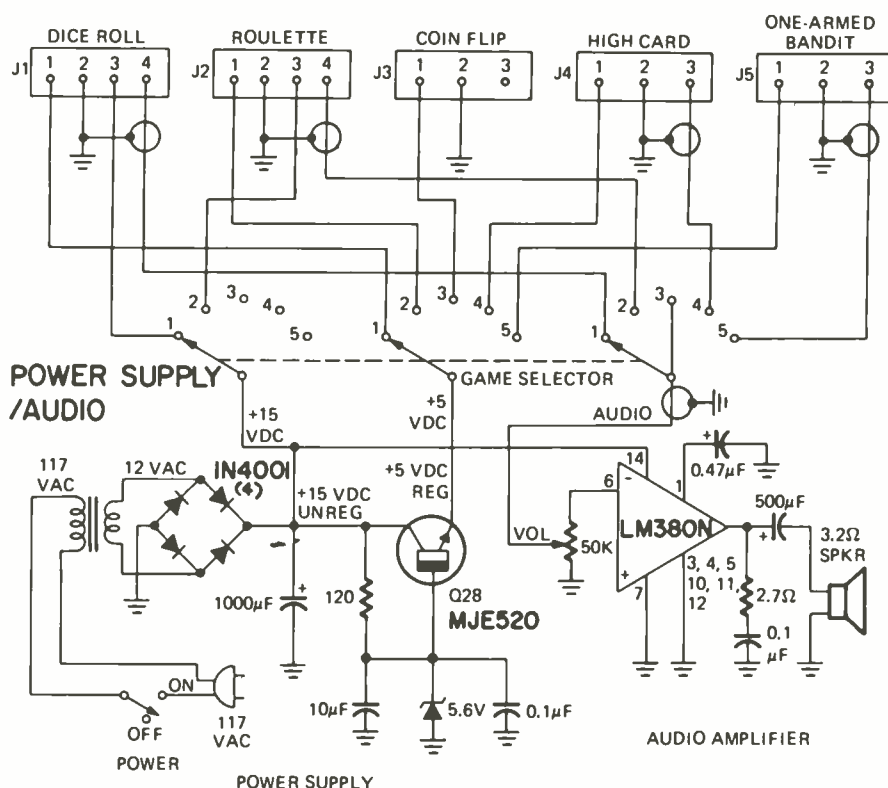 DICE ROLL
ROULETTE
COIN FLIP
HIGH CARD
ONE-ARMED
BANDIT
J1
1 2 3 4
J2
1 2 3 4
J3
1 2 3
J4
1 2 3
J5
1 2 3
1 2 3 4 5
1 2 3 4 5
1 2 3 4 5
POWER SUPPLY
/AUDIO
GAME SELECTOR
+15
VDC
+5
VDC
AUDIO
117
VAC
12 VAC
IN4001
(4)
+15 VDC
UNREG
+5 VDC
REG
14
6
-
1
+
0.47µF
500µF
+
VOL
50K
LM380N
+
7
3, 4, 5
10, 11,
12
3.2Ω
SPKR
2.7Ω
0.1
µF
1000µF
+
120
Q28
MJE520
10µF
5.6V
0.1µF
ON
OFF
POWER
117
VAC
POWER SUPPLY
AUDIO AMPLIFIER